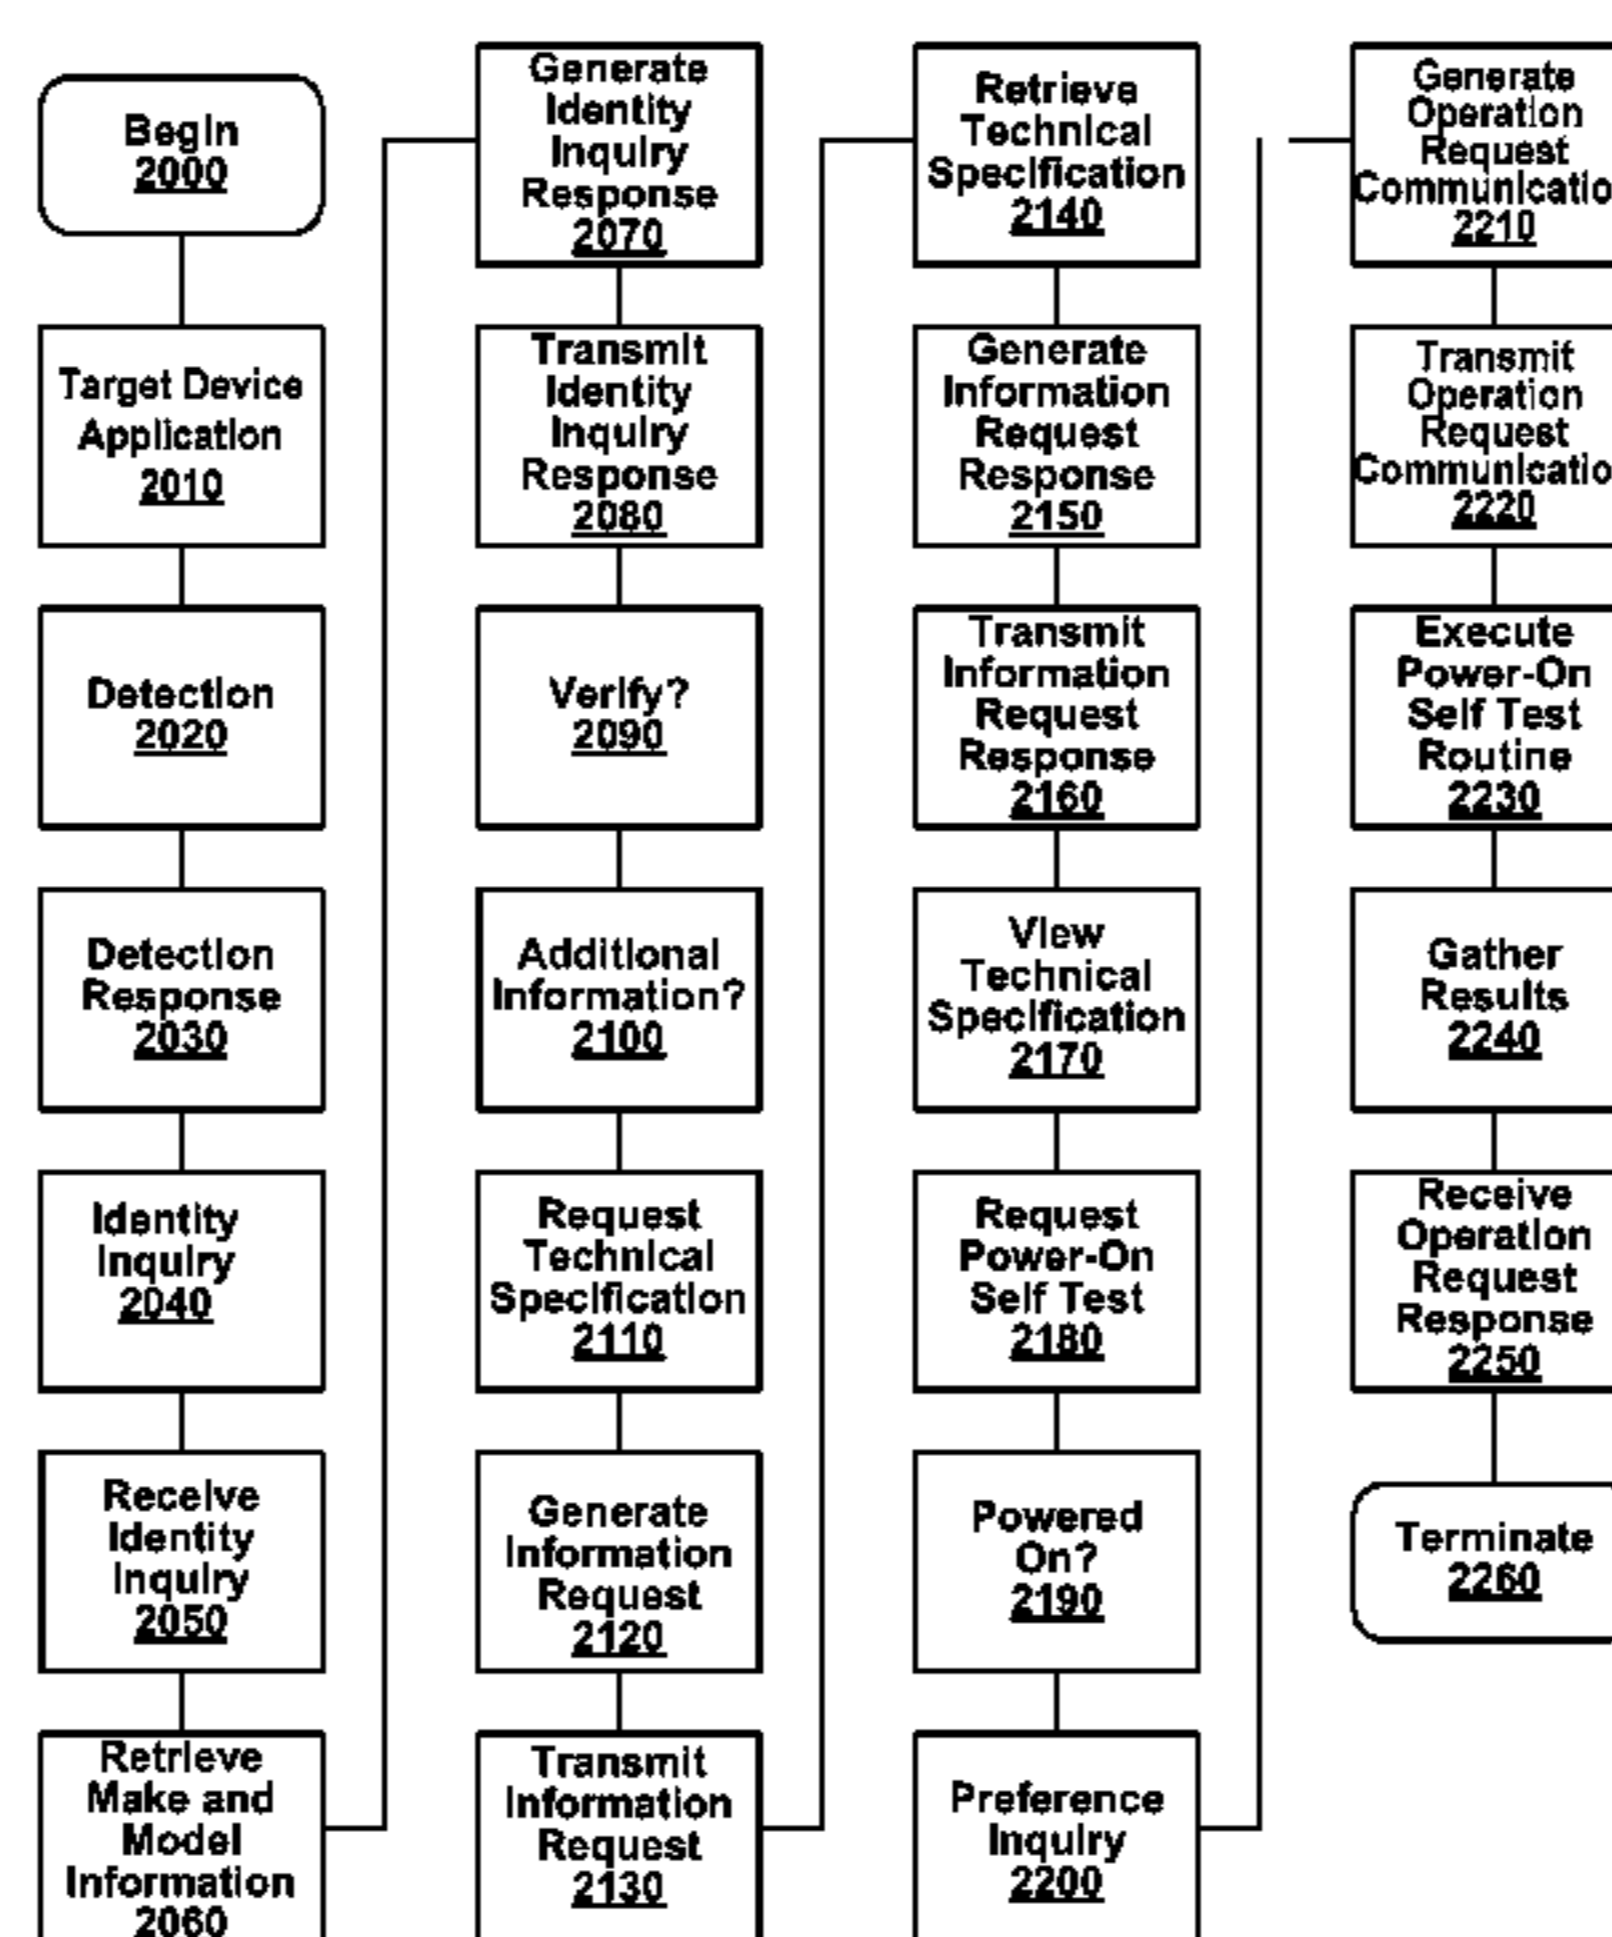 Begin
2000
Target Device
Application
2010
Detection
2020
Detection
Response
2030
Identity
Inquiry
2040
Receive
Identity
Inquiry
2050
Retrieve
Make and
Model
Information
2060
Generate
Identity
Inquiry
Response
2070
Transmit
Identity
Inquiry
Response
2080
Verify?
2090
Additional
Information?
2100
Request
Technical
Specification
2110
Generate
Information
Request
2120
Transmit
Information
Request
2130
Retrieve
Technical
Specification
2140
Generate
Information
Request
Response
2150
Transmit
Information
Request
Response
2160
View
Technical
Specification
2170
Request
Power-On
Self Test
2180
Powered
On?
2190
Preference
Inquiry
2200
Generate
Operation
Request
Communicatio
2210
Transmit
Operation
Request
Communicatio
2220
Execute
Power-On
Self Test
Routine
2230
Gather
Results
2240
Receive
Operation
Request
Response
2250
Terminate
2260